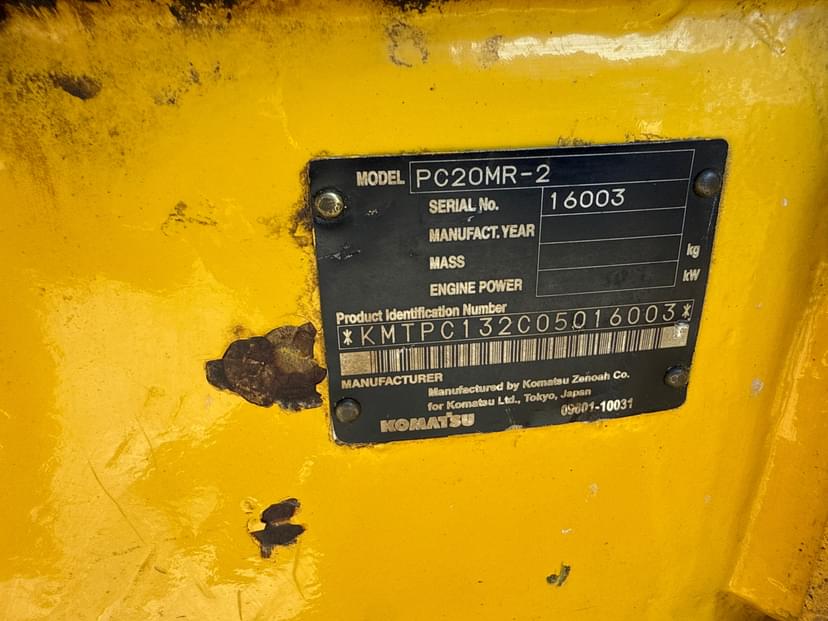 MODEL PC20MR-2
SERIAL No. 16003
MANUFACT. YEAR
MASS kg
ENGINE POWER kW
Product Identification Number
*KMTPC132C05016003*
MANUFACTURER
Manufactured by Komatsu Zenoah Co.
for Komatsu Ltd., Tokyo, Japan
KOMATSU 09601-10031